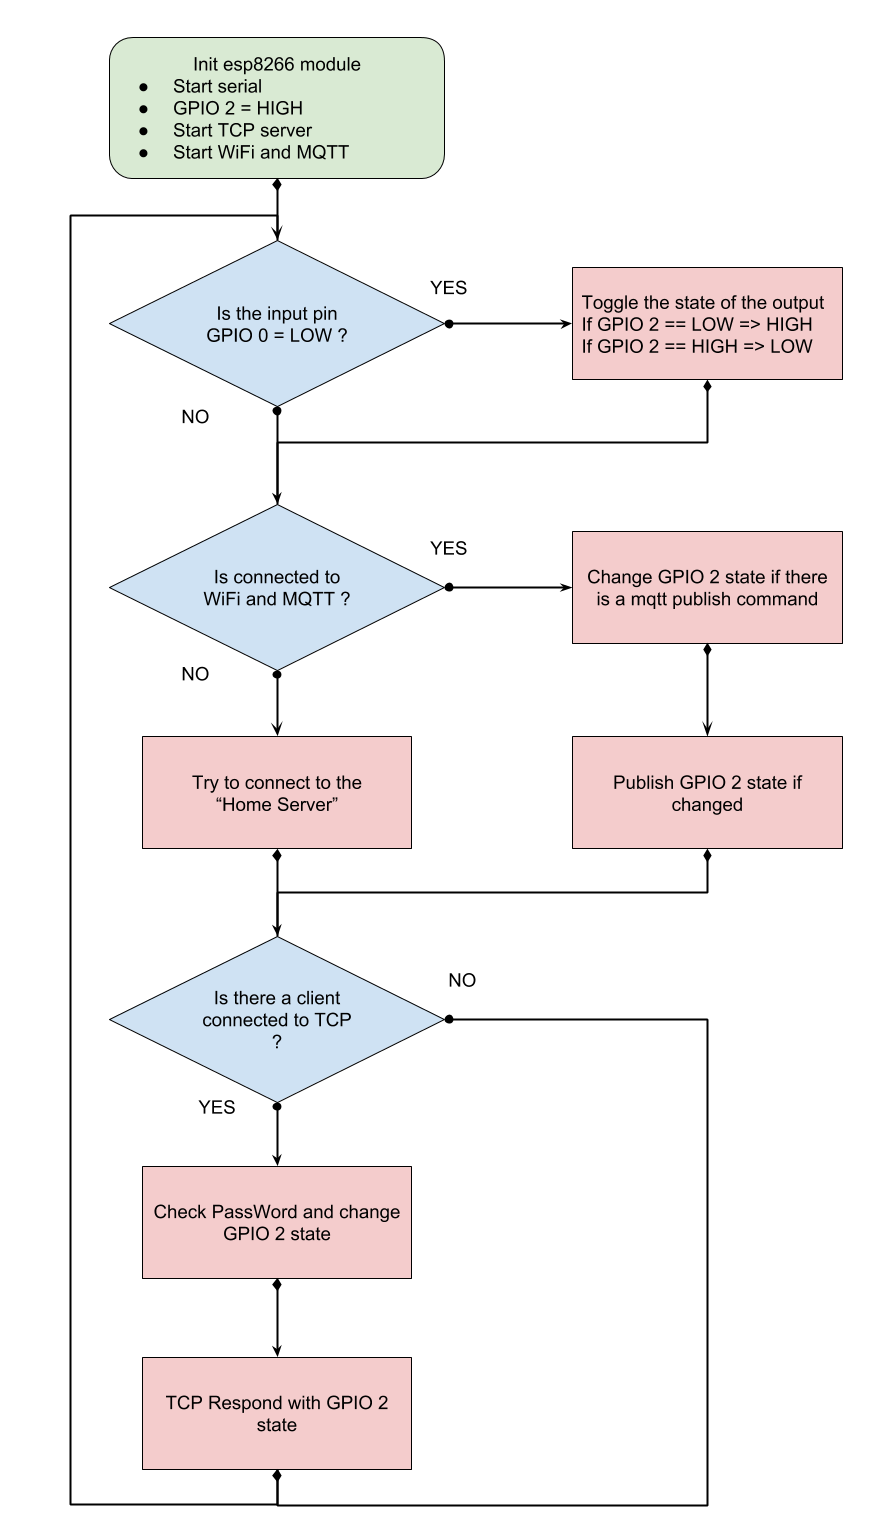 Init esp8266 module
● Start serial
● GPIO 2 = HIGH
● Start TCP server
● Start WiFi and MQTT
Is the input pin
GPIO 0 = LOW ?
YES
Toggle the state of the output
If GPIO 2 == LOW => HIGH
If GPIO 2 == HIGH => LOW
NO
Is connected to
WiFi and MQTT ?
YES
Change GPIO 2 state if there
is a mqtt publish command
NO
Try to connect to the
“Home Server”
Publish GPIO 2 state if
changed
Is there a client
connected to TCP
?
NO
YES
Check PassWord and change
GPIO 2 state
TCP Respond with GPIO 2
state